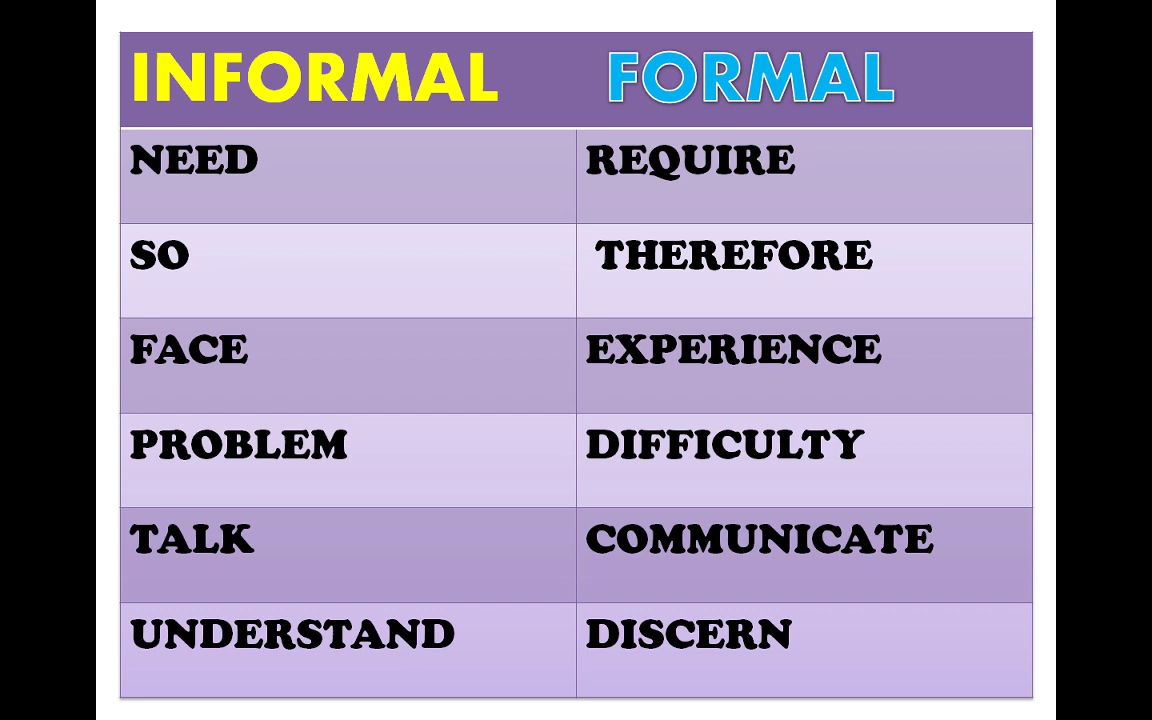 INFORMAL FORMAL
NEED REQUIRE
SO THEREFORE
FACE EXPERIENCE
PROBLEM DIFFICULTY
TALK COMMUNICATE
UNDERSTAND DISCERN